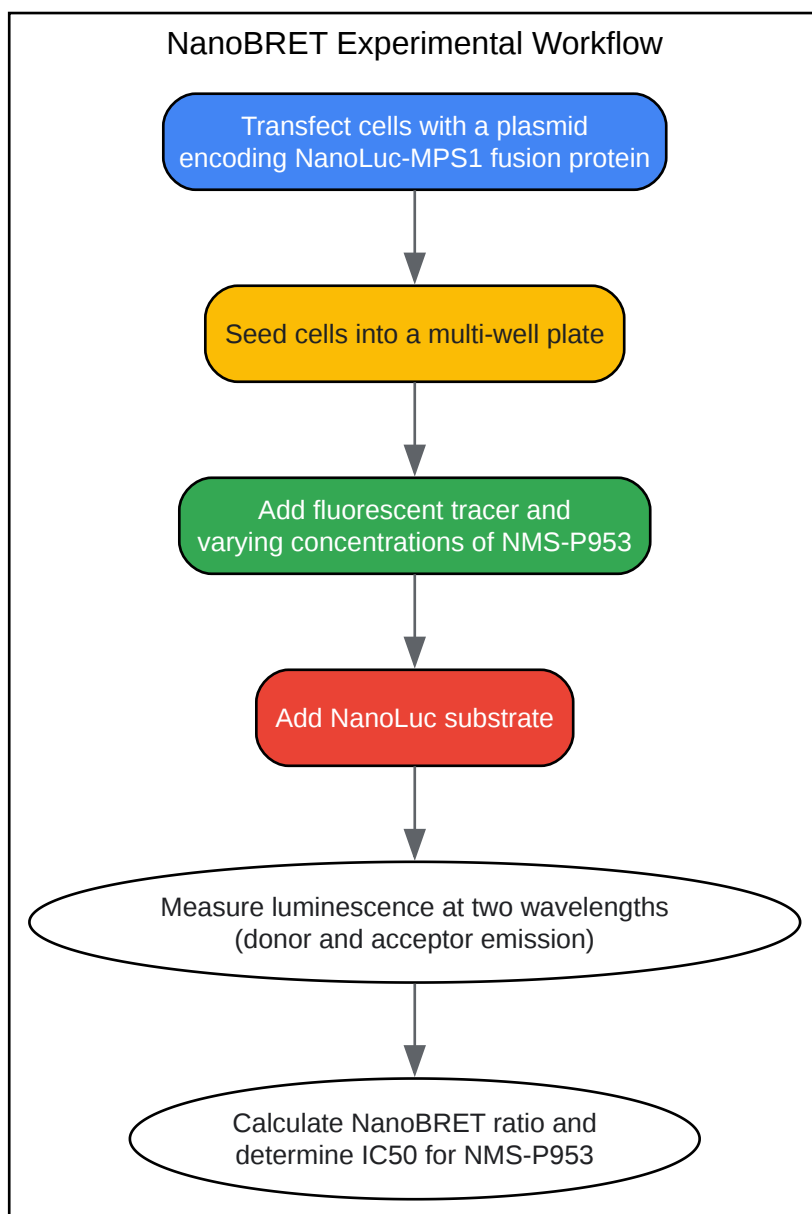 NanoBRET Experimental Workflow
Transfect cells with a plasmid
encoding NanoLuc-MPS1 fusion protein
Seed cells into a multi-well plate
Add fluorescent tracer and
varying concentrations of NMS-P953
Add NanoLuc substrate
Measure luminescence at two wavelengths
(donor and acceptor emission)
Calculate NanoBRET ratio and
determine IC50 for NMS-P953